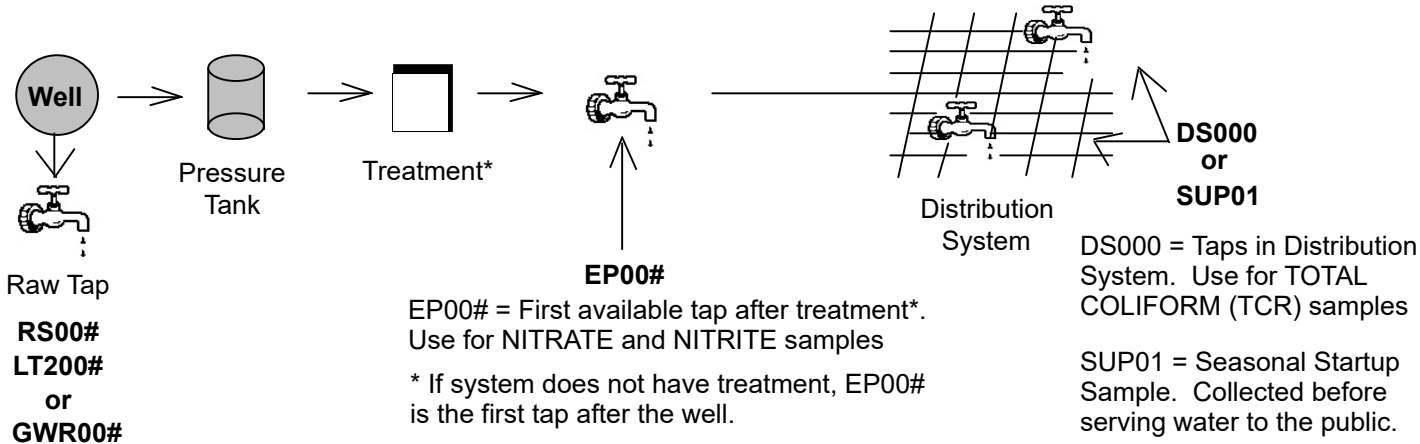 Well
Pressure
Tank
Treatment*
Raw Tap
RS00#
LT200#
or
GWR00#
EP00#
EP00# = First available tap after treatment*.
Use for NITRATE and NITRITE samples
* If system does not have treatment, EP00#
is the first tap after the well.
Distribution
System
DS000
or
SUP01
DS000 = Taps in Distribution
System. Use for TOTAL
COLIFORM (TCR) samples
SUP01 = Seasonal Startup
Sample. Collected before
serving water to the public.